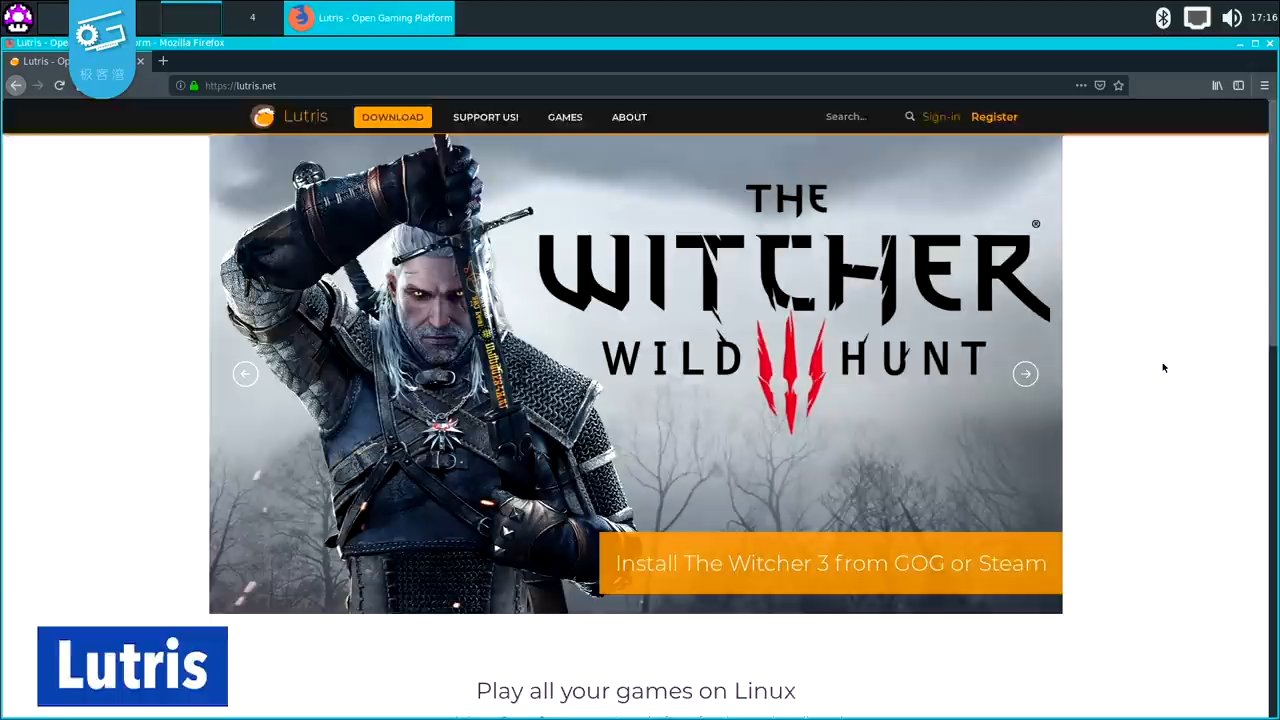 4
Lutris - Open Gaming Platform
17:16
Lutris - Ope
orm - Mozilla Firefox
极客湾
Lutris - Op
https://lutris.net
Lutris
DOWNLOAD
SUPPORT US!
GAMES
ABOUT
Search...
Sign-in
Register
THE
WITCHER®
WILD HUNT
Install The Witcher 3 from GOG or Steam
Lutris
Play all your games on Linux